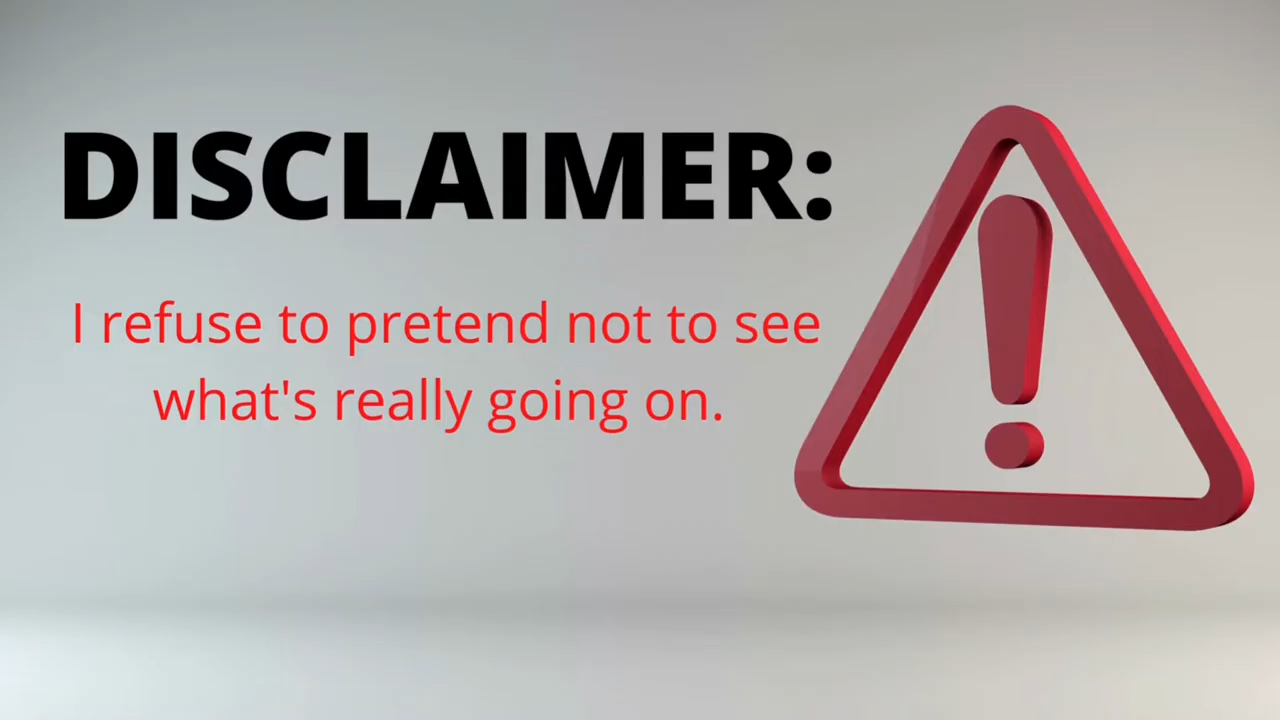 DISCLAIMER:
I refuse to pretend not to see
what's really going on.